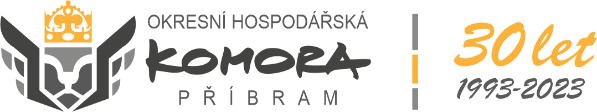 OKRESNÍ HOSPODÁŘSKÁ
KOMORA
PŘÍBRAM
30 let
1993-2023